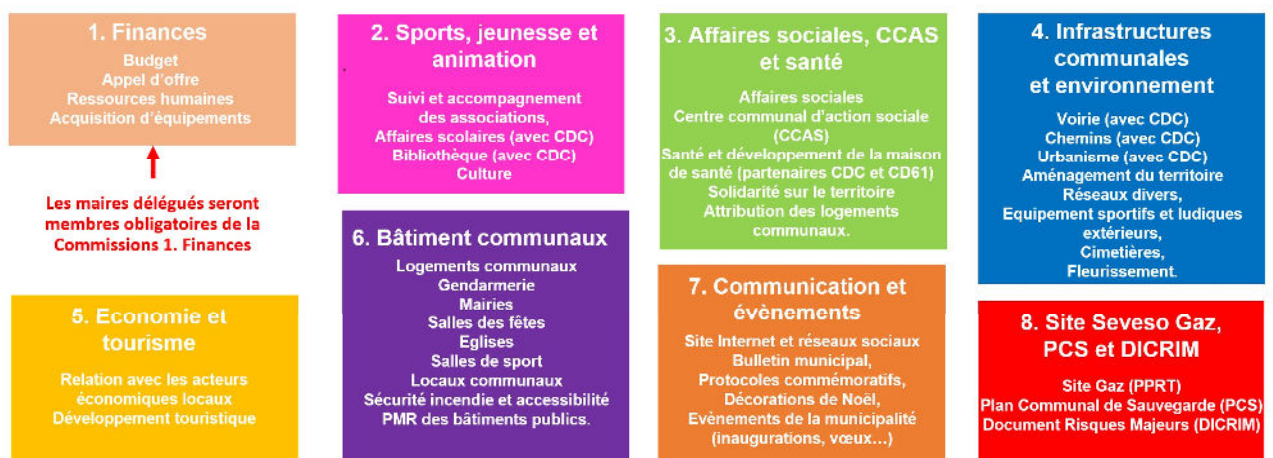 1. Finances
Budget
Appel d'offre
Ressources humaines
Acquisition d'équipements
Les maires délégués seront
membres obligatoires de la
Commissions 1. Finances
2. Sports, jeunesse et
animation
Suivi et accompagnement
des associations,
Affaires scolaires (avec CDC)
Bibliothèque (avec CDC)
Culture
3. Affaires sociales, CCAS
et santé
Affaires sociales
Centre communal d'action sociale
(CCAS)
Santé et développement de la maison
de santé (partenaires CDC et CD61)
Solidarité sur le territoire
Attribution des logements
communaux.
4. Infrastructures
communales
et environnement
Voirie (avec CDC)
Chemins (avec CDC)
Urbanisme (avec CDC)
Aménagement du territoire
Réseaux divers,
Equipement sportifs et ludiques
extérieurs,
Cimetières,
Fleurissement.
5. Economie et
tourisme
Relation avec les acteurs
économiques locaux
Développement touristique
6. Bâtiment communaux
Logements communaux
Gendarmerie
Mairies
Salles des fêtes
Eglises
Salles de sport
Locaux communaux
Sécurité incendie et accessibilité
PMR des bâtiments publics.
7. Communication et
évènements
Site Internet et réseaux sociaux
Bulletin municipal,
Protocoles commémoratifs,
Décorations de Noël,
Evènements de la municipalité
(inaugurations, vœux…)
8. Site Seveso Gaz,
PCS et DICRIM
Site Gaz (PPRT)
Plan Communal de Sauvegarde (PCS)
Document Risques Majeurs (DICRIM)